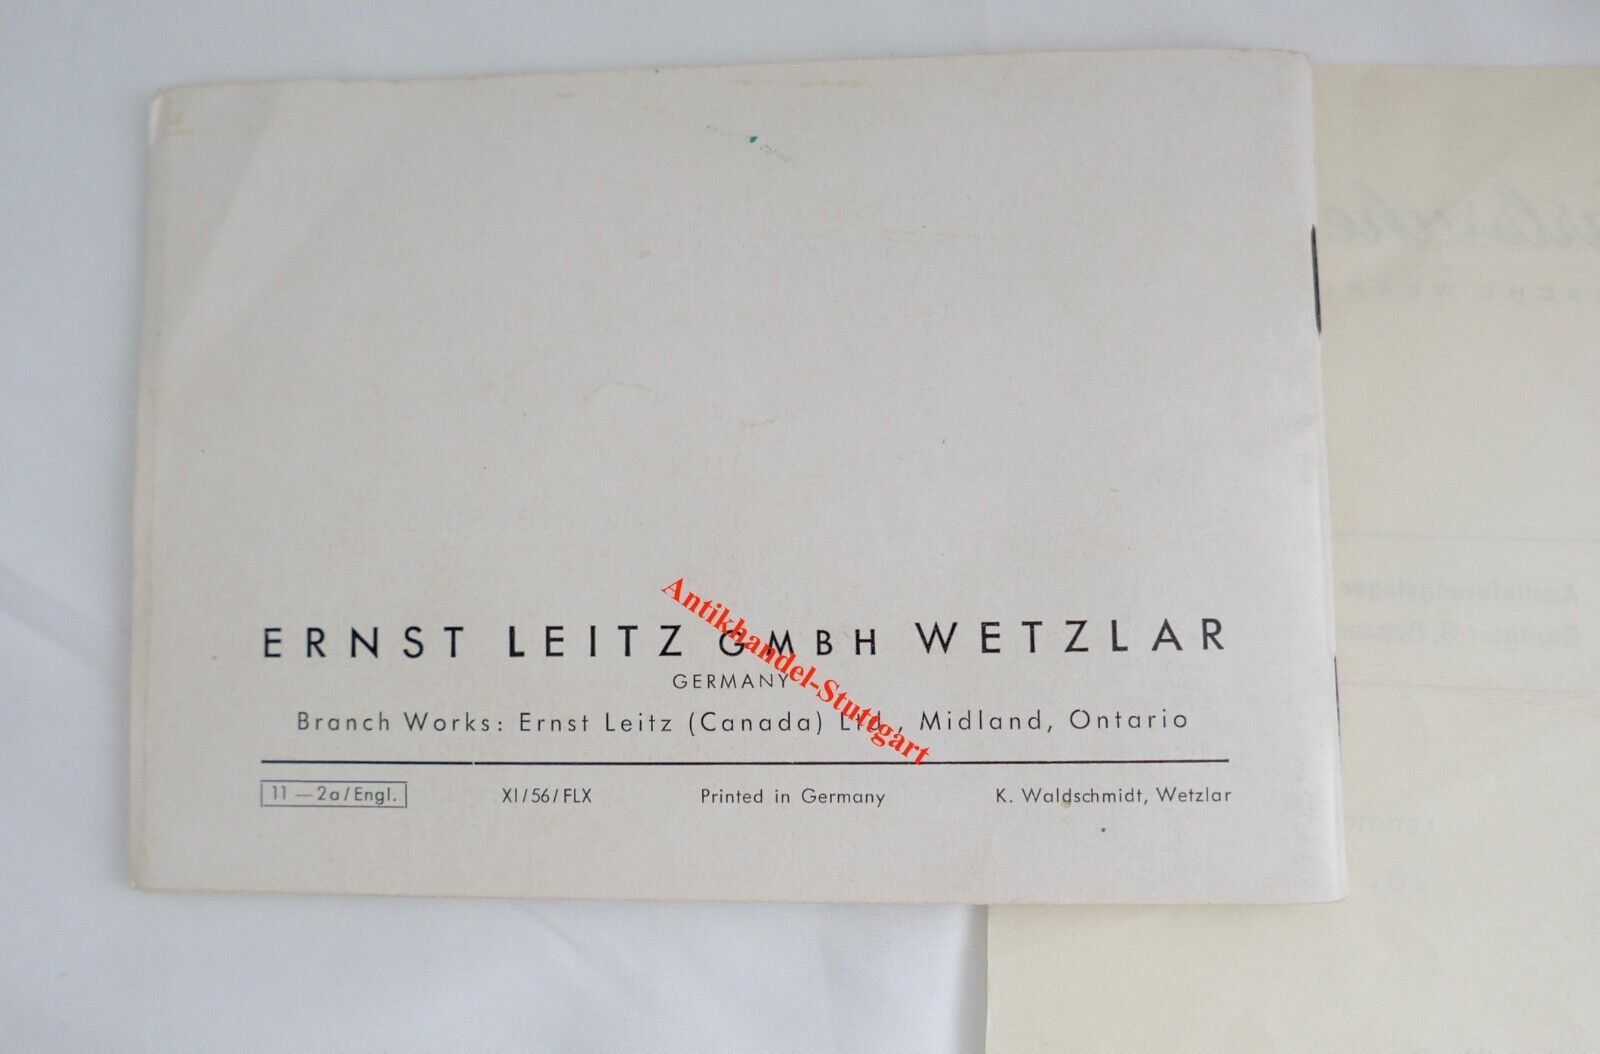 ERNST LEITZ GMBH WETZLAR
GERMANY
Branch Works: Ernst Leitz (Canada) Ltd., Midland, Ontario
11—2a/Engl. XI/56/FLX Printed in Germany K. Waldschmidt, Wetzlar
Antikhandel-Stuttgart